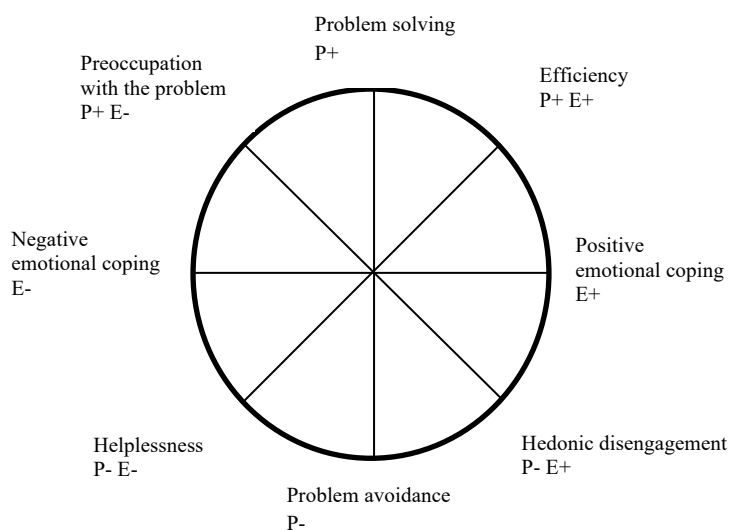 Problem solving
P+
Preoccupation
with the problem
P+ E-
Efficiency
P+ E+
Negative
emotional coping
E-
Positive
emotional coping
E+
Helplessness
P- E-
Hedonic disengagement
P- E+
Problem avoidance
P-